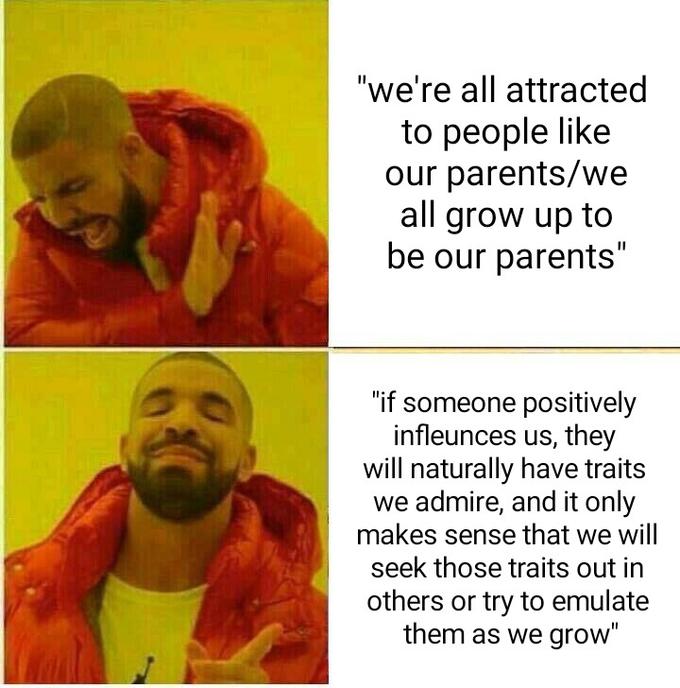 "we're all attracted
to people like
our parents/we
all grow up to
be our parents"
"if someone positively
infleunces us, they
will naturally have traits
we admire, and it only
makes sense that we will
seek those traits out in
others or try to emulate
them as we grow"